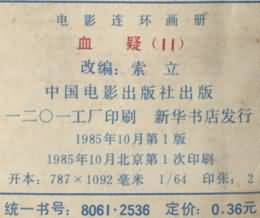 电影连环画册
血疑（11）
改编：索立
中国电影出版社出版
一二〇一工厂印刷 新华书店发行
1985年10月第1版
1985年10月北京第1次印刷
开本：787×1092毫米 1/64 印张：2
统一书号：8061·2536 定价：0.36元